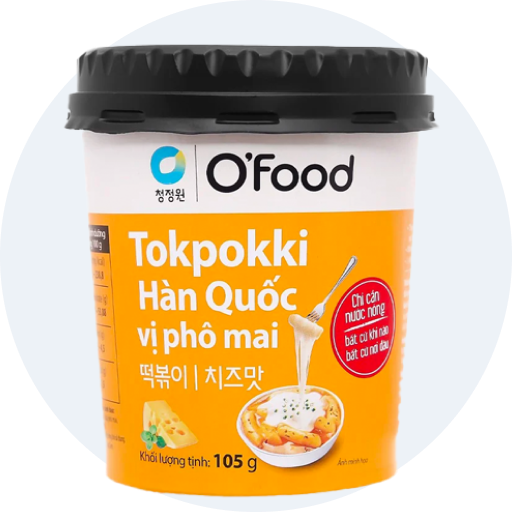 청정원
O'Food
Tokpokki
Hàn Quốc
vị phô mai
떡볶이 | 치즈맛
Chỉ cần
nước nóng
bất cứ khi nào
bất cứ nơi đâu
Khối lượng tịnh: 105 g
Ảnh minh họa